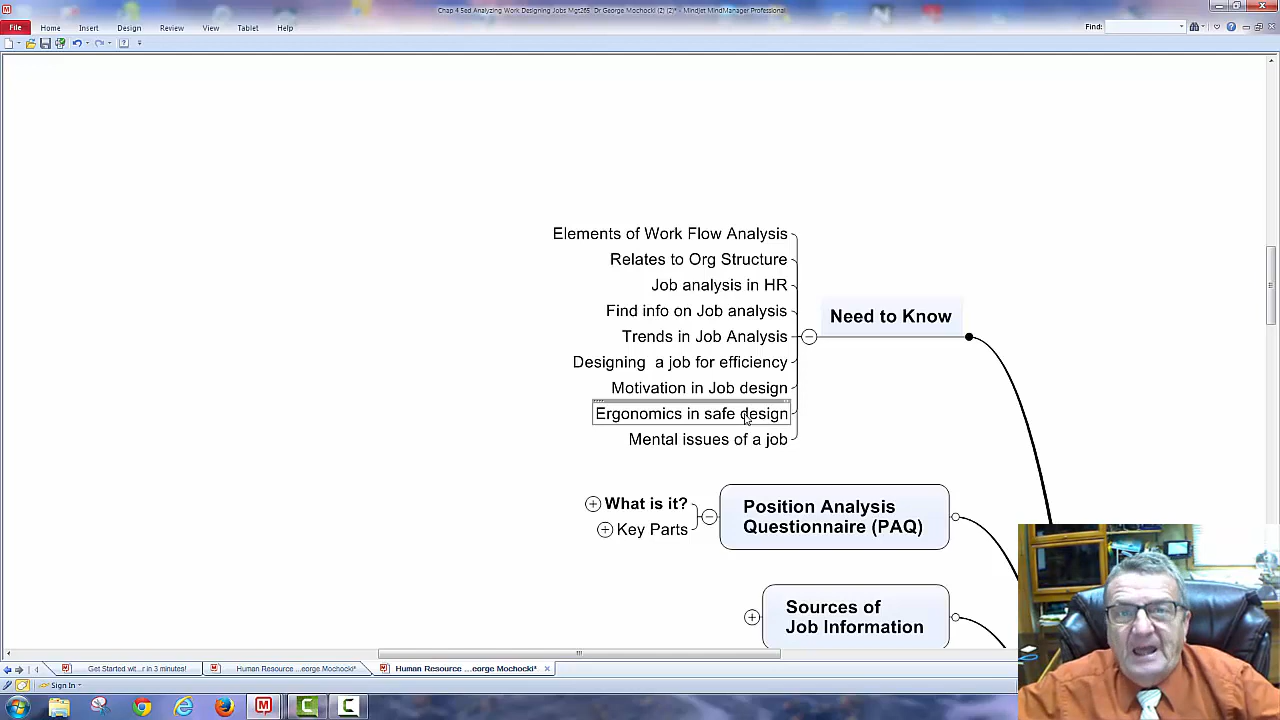 Chap 4 5ed Analyzing Work Designing Jobs Mgt265 Dr George Mochocki (2) (2)* - Mindjet MindManager Professional
File Home Insert Design Review View Tablet Help Find:
Elements of Work Flow Analysis
Relates to Org Structure
Job analysis in HR
Find info on Job analysis
Trends in Job Analysis
Designing a job for efficiency
Motivation in Job design
Ergonomics in safe design
Mental issues of a job
Need to Know
What is it?
Key Parts
Position Analysis
Questionnaire (PAQ)
Sources of
Job Information
Get Started wit...r in 3 minutes! Human Resource ...eorge Mochocki* Human Resource ...eorge Mochocki*
Sign In